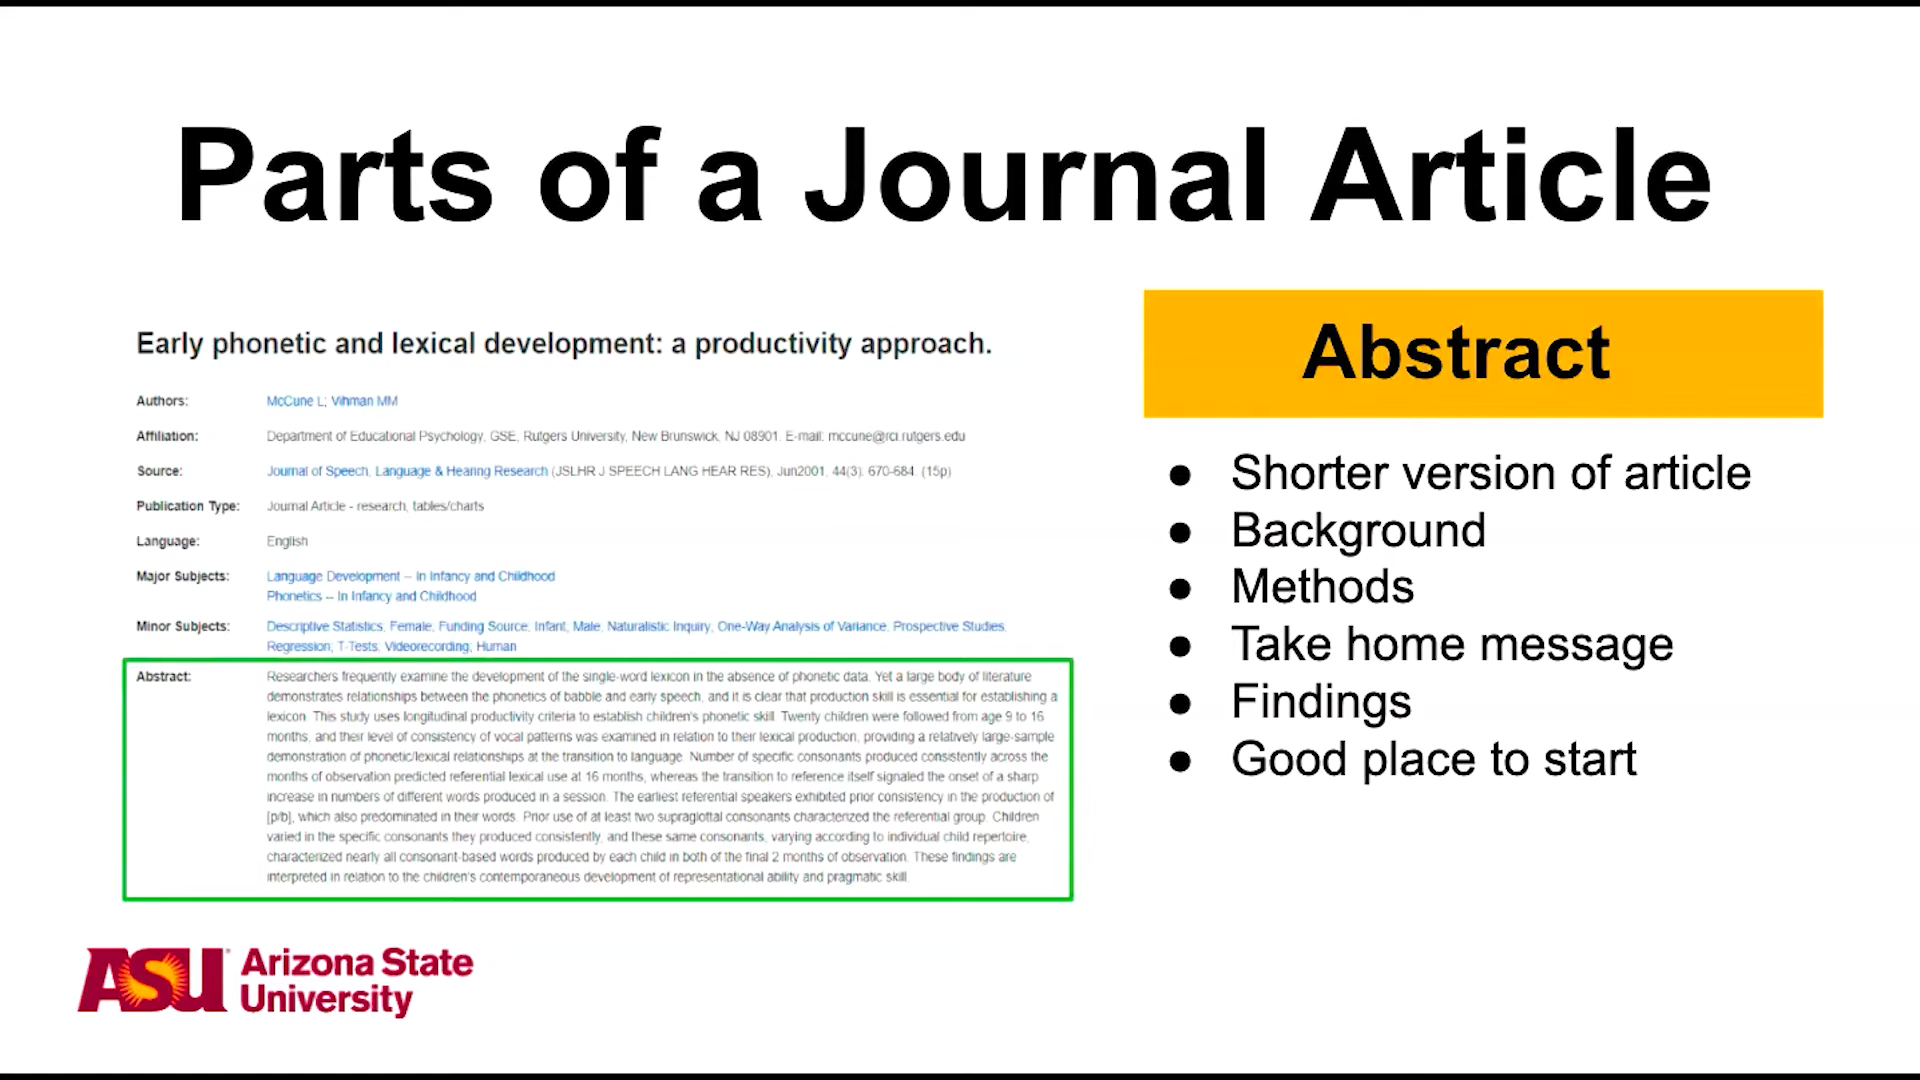 Parts of a Journal Article
Early phonetic and lexical development: a productivity approach.
Authors: McCune L; Vihman MM
Affiliation: Department of Educational Psychology, GSE, Rutgers University, New Brunswick, NJ 08901. E-mail: mccune@rci.rutgers.edu
Source: Journal of Speech, Language & Hearing Research (JSLHR J SPEECH LANG HEAR RES), Jun2001, 44(3): 670-684. (15p)
Publication Type: Journal Article - research, tables/charts
Language: English
Major Subjects: Language Development -- In Infancy and Childhood
Phonetics -- In Infancy and Childhood
Minor Subjects: Descriptive Statistics; Female; Funding Source; Infant; Male; Naturalistic Inquiry; One-Way Analysis of Variance; Prospective Studies;
Regression; T-Tests; Videorecording; Human
Abstract: Researchers frequently examine the development of the single-word lexicon in the absence of phonetic data. Yet a large body of literature
demonstrates relationships between the phonetics of babble and early speech, and it is clear that production skill is essential for establishing a
lexicon. This study uses longitudinal productivity criteria to establish children's phonetic skill. Twenty children were followed from age 9 to 16
months, and their level of consistency of vocal patterns was examined in relation to their lexical production, providing a relatively large-sample
demonstration of phonetic/lexical relationships at the transition to language. Number of specific consonants produced consistently across the
months of observation predicted referential lexical use at 16 months, whereas the transition to reference itself signaled the onset of a sharp
increase in numbers of different words produced in a session. The earliest referential speakers exhibited prior consistency in the production of
[p/b], which also predominated in their words. Prior use of at least two supraglottal consonants characterized the referential group. Children
varied in the specific consonants they produced consistently, and these same consonants, varying according to individual child repertoire,
characterized nearly all consonant-based words produced by each child in both of the final 2 months of observation. These findings are
interpreted in relation to the children's contemporaneous development of representational ability and pragmatic skill.
Abstract
● Shorter version of article
● Background
● Methods
● Take home message
● Findings
● Good place to start
ASU Arizona State
University